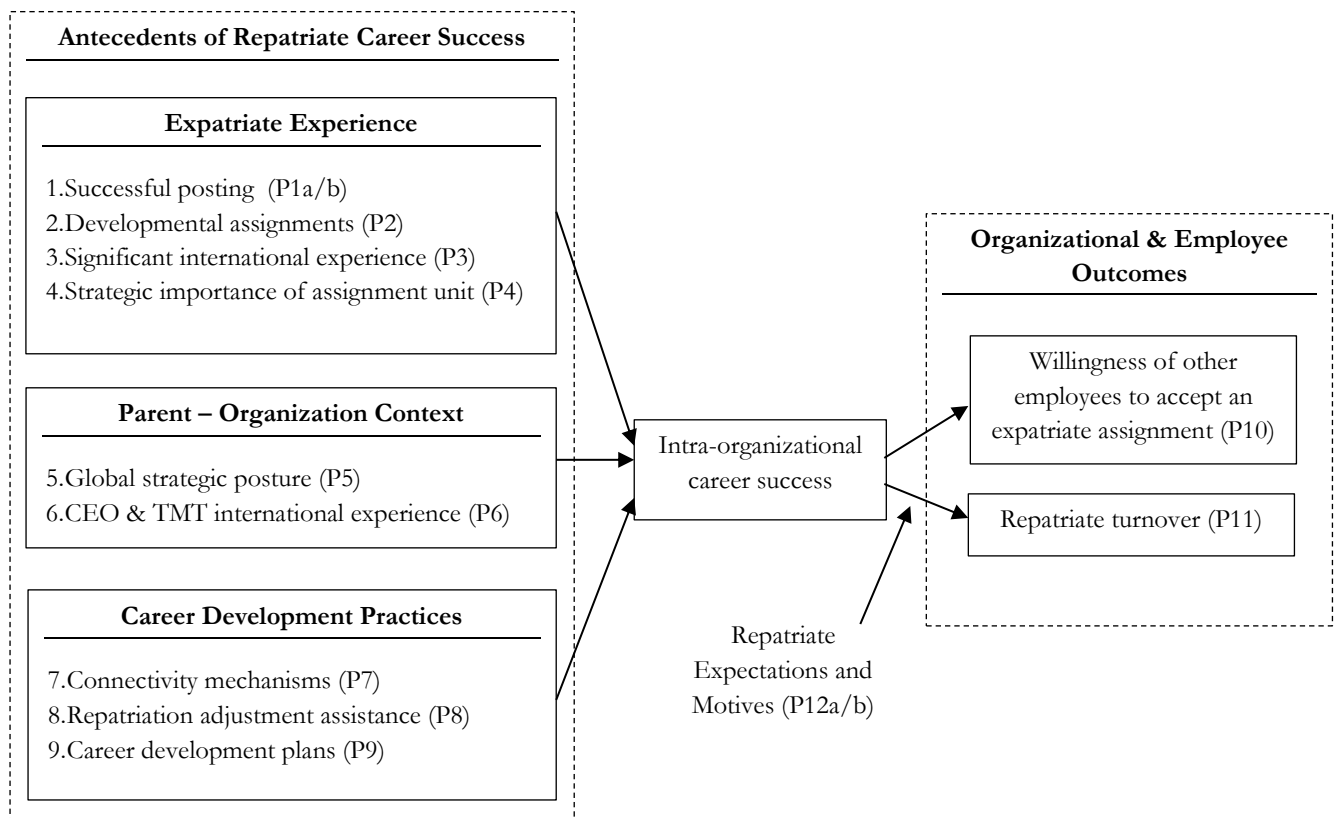 Antecedents of Repatriate Career Success
Expatriate Experience
1.Successful posting (P1a/b)
2.Developmental assignments (P2)
3.Significant international experience (P3)
4.Strategic importance of assignment unit (P4)
Parent – Organization Context
5.Global strategic posture (P5)
6.CEO & TMT international experience (P6)
Career Development Practices
7.Connectivity mechanisms (P7)
8.Repatriation adjustment assistance (P8)
9.Career development plans (P9)
Intra-organizational
career success
Repatriate
Expectations and
Motives (P12a/b)
Organizational & Employee
Outcomes
Willingness of other
employees to accept an
expatriate assignment (P10)
Repatriate turnover (P11)